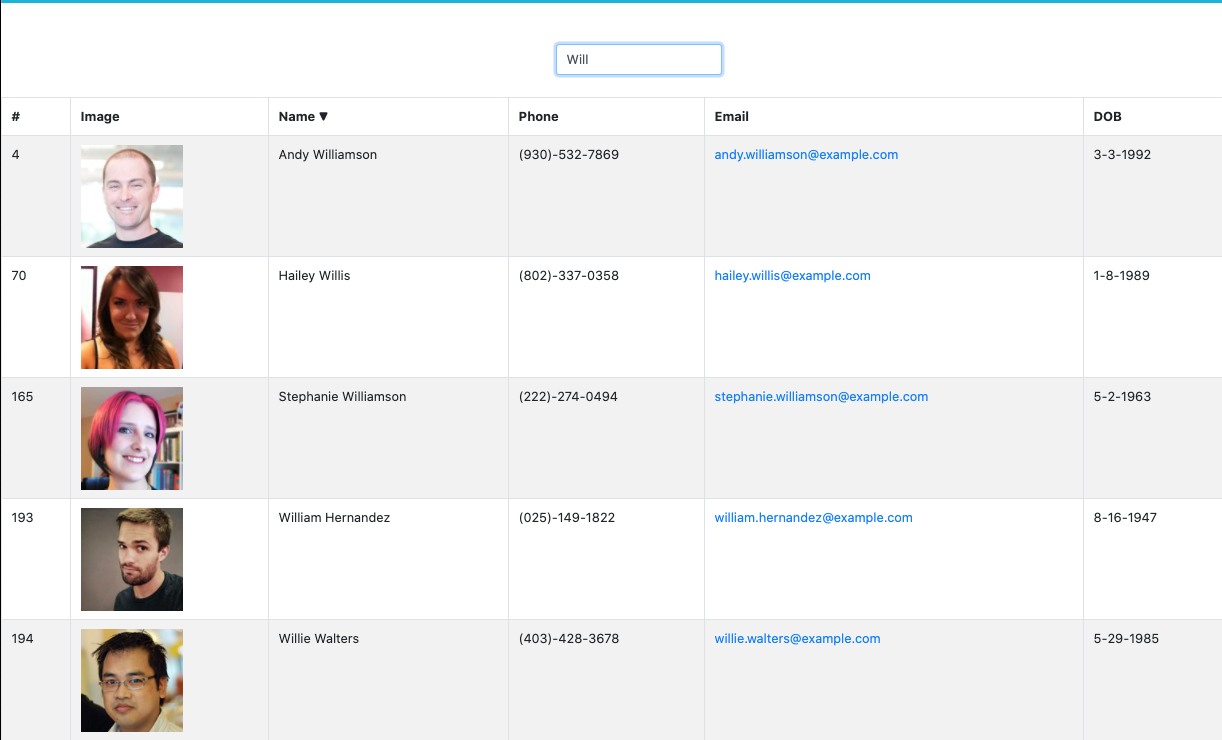 Will
# Image Name ▼ Phone Email DOB
4 Andy Williamson (930)-532-7869 andy.williamson@example.com 3-3-1992
70 Hailey Willis (802)-337-0358 hailey.willis@example.com 1-8-1989
165 Stephanie Williamson (222)-274-0494 stephanie.williamson@example.com 5-2-1963
193 William Hernandez (025)-149-1822 william.hernandez@example.com 8-16-1947
194 Willie Walters (403)-428-3678 willie.walters@example.com 5-29-1985